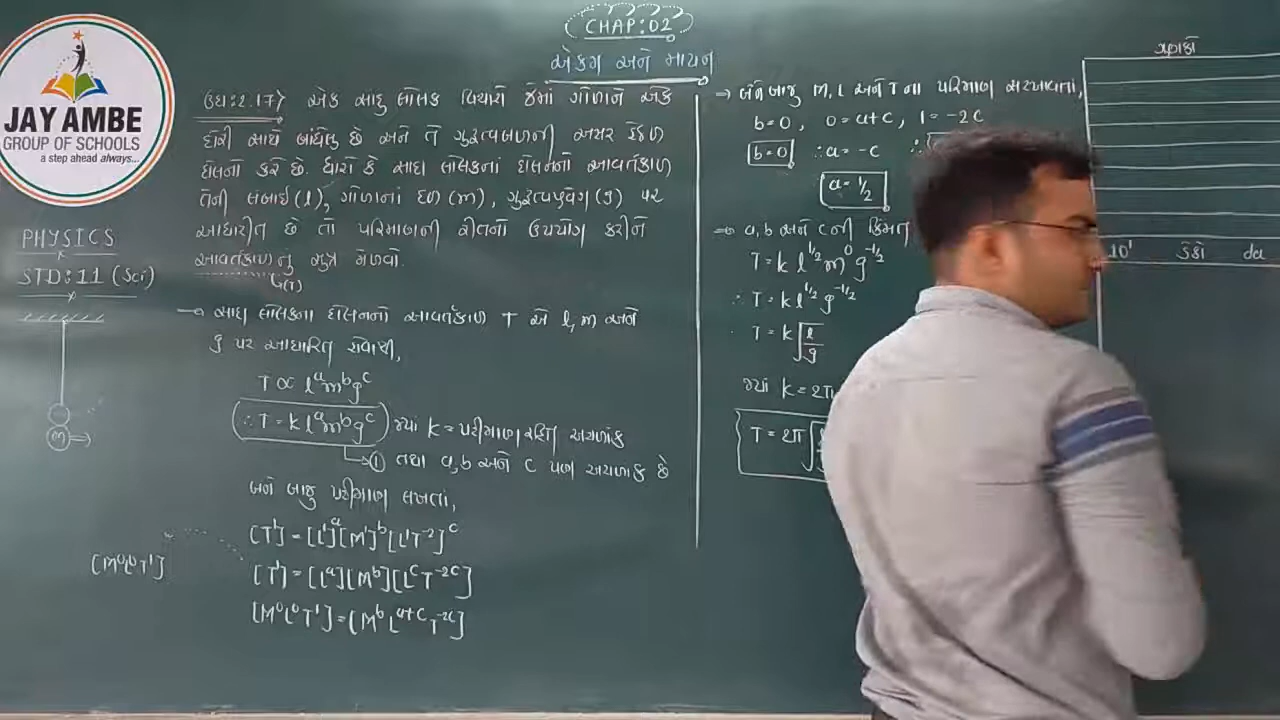 CHAP:02
એકમ અને માપન
JAY AMBE
GROUP OF SCHOOLS
a step ahead always...
PHYSICS
STD:11 (Sci)
m
ઉદા:2.17> એક સાદુ લોલક વિચારો જેમાં ગોળાને એક
દોરી સાથે બાંધેલુ છે અને તે ગુરુત્વબળની અસર હેઠળ
દોલનો કરે છે. ધારો કે સાદા લોલકનાં દોલનનો આવર્તકાળ
તેની લંબાઈ (l), ગોળાનાં દળ (m), ગુરુત્વપ્રવેગ (g) પર
આધારીત છે તો પરિમાણની રીતનો ઉપયોગ કરીને
આવર્તકાળનું સુત્ર મેળવો.
(T)
→ સાદા લોલકના દોલનનો આવર્તકાળ T એ l, m અને
g પર આધારિત હોવાથી,
T ∝ l^a m^b g^c
∴ T = k l^a m^b g^c જ્યાં k = પરીમાણ રહિત અચળાંક
① તથા a, b અને c પણ અચળાંક છે
બંને બાજુ પરીમાણ લખતાં,
[T¹] = [L¹]^a [M¹]^b [L¹T⁻²]^c
[T¹] = [L^a][M^b][L^c T^-2c]
[M⁰L⁰T¹] = [M^b L^a+c T^-2c]
[M⁰L⁰T¹]
→ બંને બાજુ M, L અને T ના પરિમાણ સરખાવતાં,
b=0, 0=a+c, 1=-2c
b=0 ∴a=-c ∴
a=1/2
→ a, b અને c ની કિંમત
T = k l^1/2 m⁰ g^-1/2
∴ T = k l^1/2 g^-1/2
T = k √l/g
જ્યાં k = 2π
T = 2π √
10¹ ડેકા da